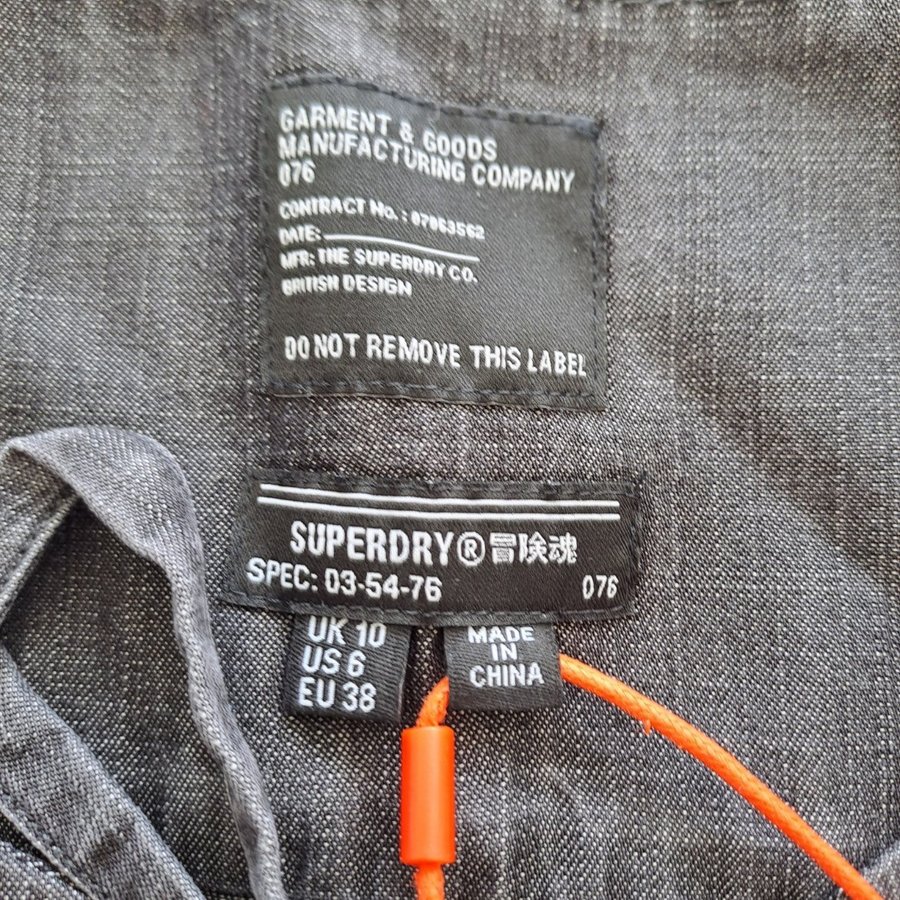 GARMENT & GOODS
MANUFACTURING COMPANY
076
CONTRACT No.: 07063562
DATE:
MFR: THE SUPERDRY CO.
BRITISH DESIGN
DO NOT REMOVE THIS LABEL
SUPERDRY®冒険魂
SPEC: 03-54-76 076
UK 10
US 6
EU 38
MADE
IN
CHINA